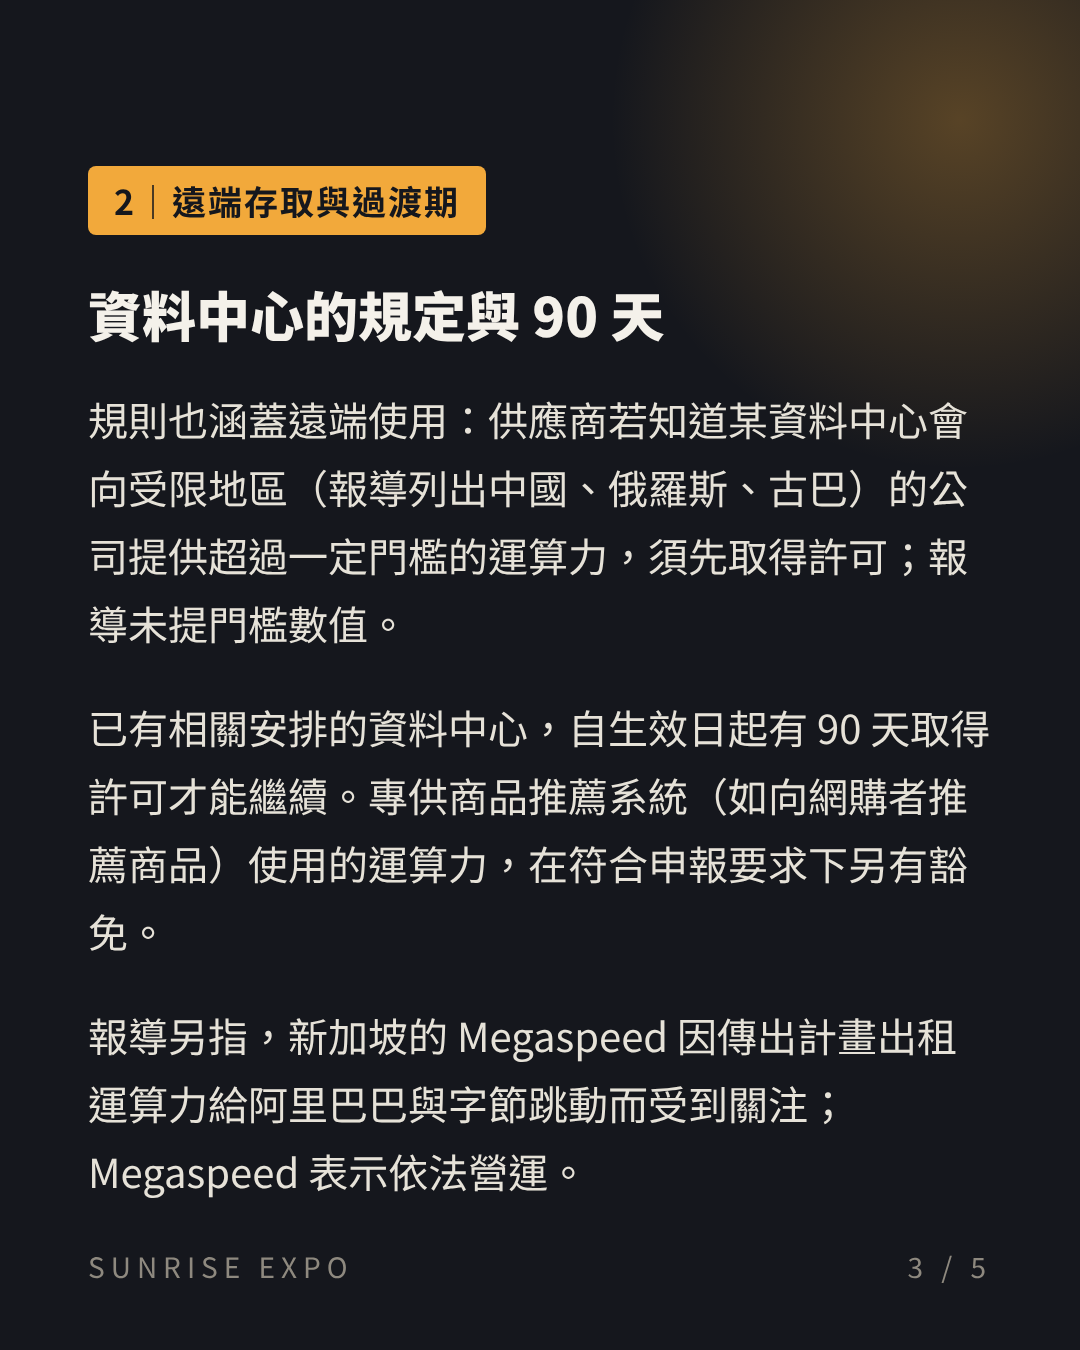 2｜遠端存取與過渡期
資料中心的規定與 90 天
規則也涵蓋遠端使用：供應商若知道某資料中心會
向受限地區（報導列出中國、俄羅斯、古巴）的公
司提供超過一定門檻的運算力，須先取得許可；報
導未提門檻數值。
已有相關安排的資料中心，自生效日起有 90 天取得
許可才能繼續。專供商品推薦系統（如向網購者推
薦商品）使用的運算力，在符合申報要求下另有豁
免。
報導另指，新加坡的 Megaspeed 因傳出計畫出租
運算力給阿里巴巴與字節跳動而受到關注；
Megaspeed 表示依法營運。
SUNRISE EXPO
3 / 5